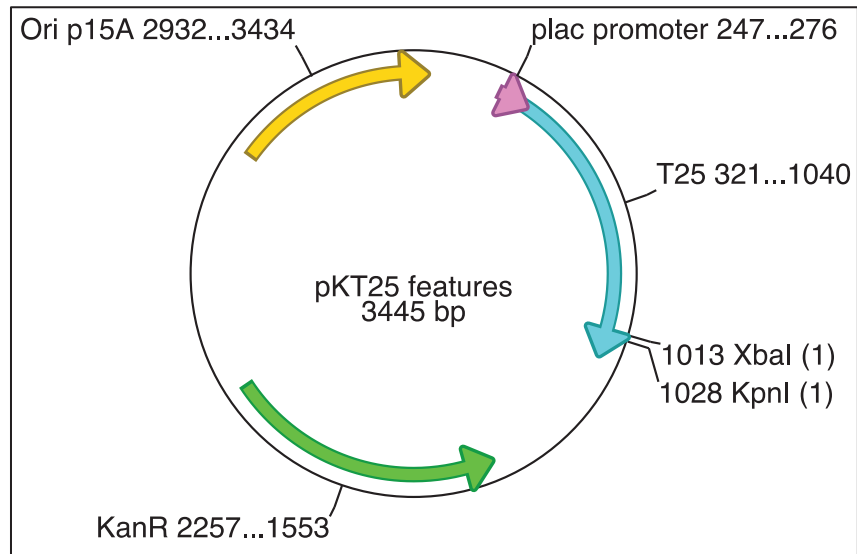 Ori p15A 2932...3434
plac promoter 247...276
T25 321...1040
pKT25 features
3445 bp
1013 XbaI (1)
1028 KpnI (1)
KanR 2257...1553